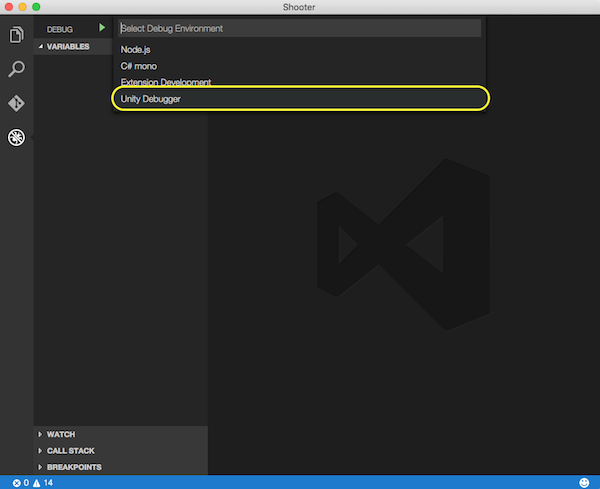 Shooter
DEBUG
Select Debug Environment
VARIABLES
Node.js
C# mono
Extension Development
Unity Debugger
WATCH
CALL STACK
BREAKPOINTS
0 14